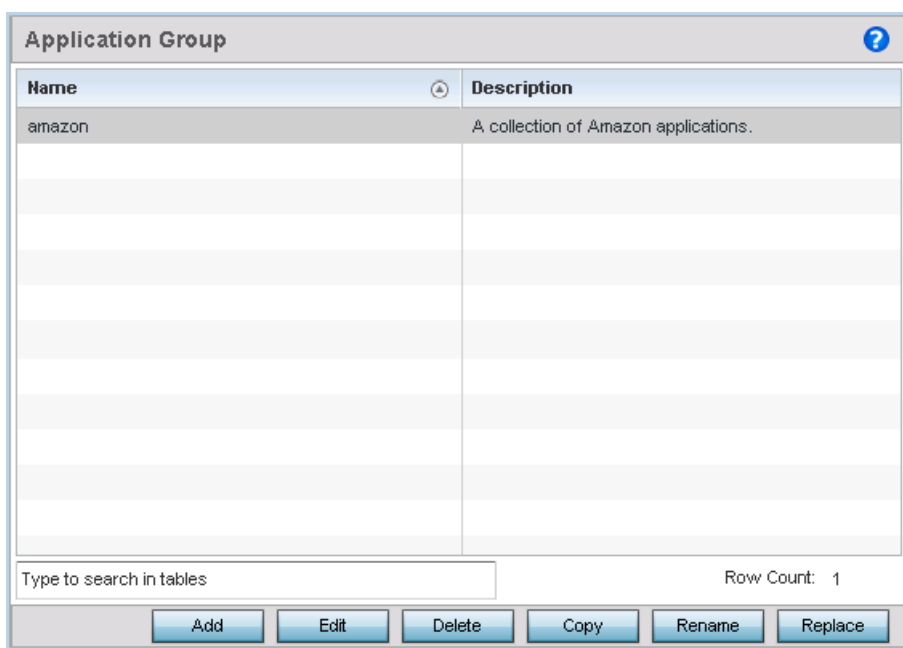 Application Group ?
Name Description
amazon A collection of Amazon applications.
Type to search in tables Row Count: 1
Add Edit Delete Copy Rename Replace